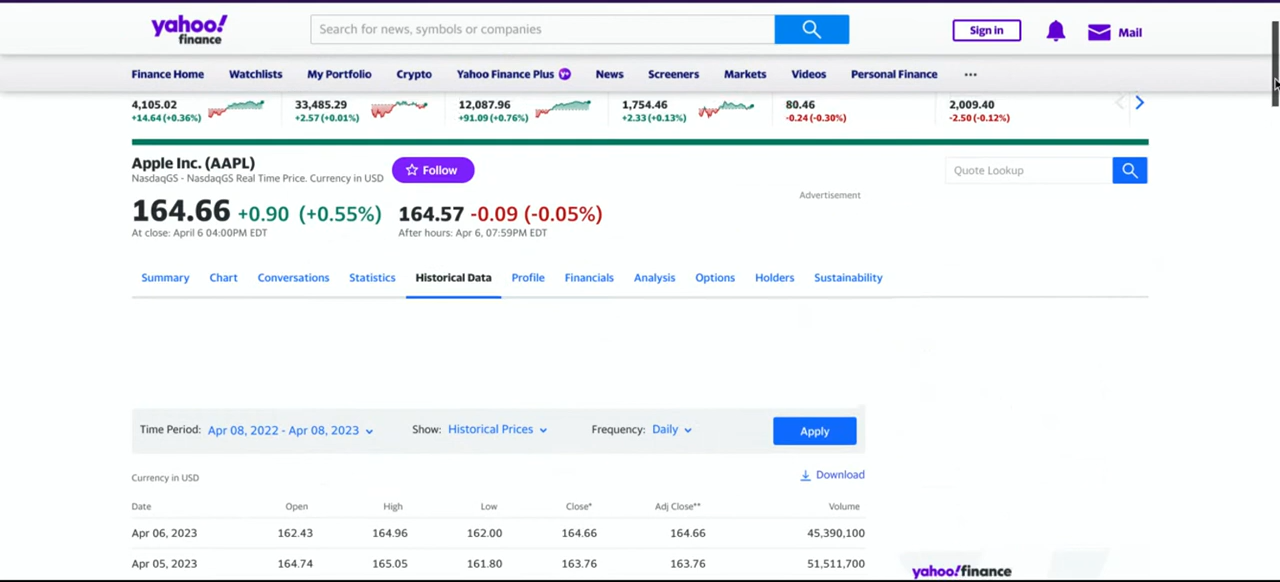 yahoo!
finance
Search for news, symbols or companies
Sign in
Mail
Finance Home Watchlists My Portfolio Crypto Yahoo Finance Plus Y+ News Screeners Markets Videos Personal Finance ...
4,105.02 33,485.29 12,087.96 1,754.46 80.46 2,009.40
+14.64 (+0.36%) +2.57 (+0.01%) +91.09 (+0.76%) +2.33 (+0.13%) -0.24 (-0.30%) -2.50 (-0.12%)
Apple Inc. (AAPL)
NasdaqGS - NasdaqGS Real Time Price. Currency in USD
Follow
Quote Lookup
Advertisement
164.66 +0.90 (+0.55%) 164.57 -0.09 (-0.05%)
At close: April 6 04:00PM EDT After hours: Apr 6, 07:59PM EDT
Summary Chart Conversations Statistics Historical Data Profile Financials Analysis Options Holders Sustainability
Time Period: Apr 08, 2022 - Apr 08, 2023 Show: Historical Prices Frequency: Daily Apply
Currency in USD Download
Date Open High Low Close* Adj Close** Volume
Apr 06, 2023 162.43 164.96 162.00 164.66 164.66 45,390,100
Apr 05, 2023 164.74 165.05 161.80 163.76 163.76 51,511,700
yahoo!finance